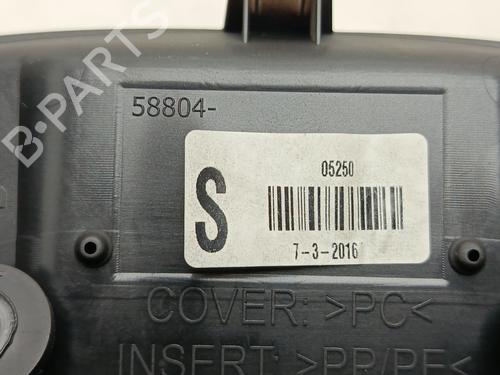 B-PARTS
58804-
S
05250
7-3-2016
COVER: >PC<
INSERT: >PP/PE<